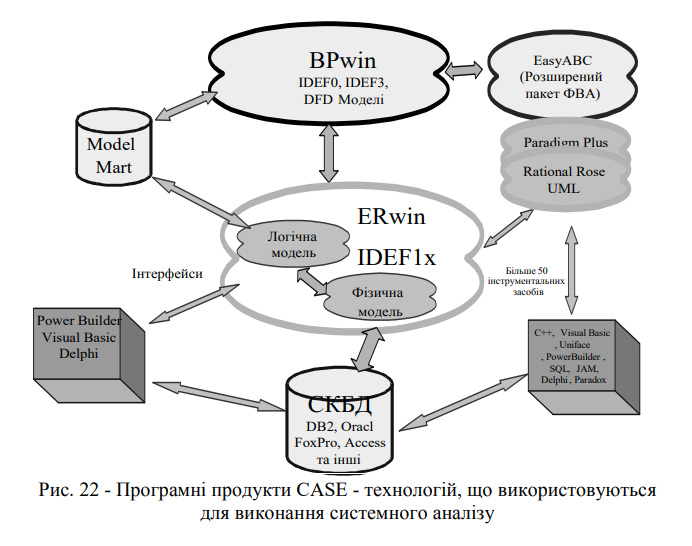 BPwin
IDEF0, IDEF3,
DFD Моделі
EasyABC
(Розширений
пакет ФВА)
Model
Mart
Paradigm Plus
Rational Rose
UML
ERwin
IDEF1x
Логічна
модель
Фізична
модель
Інтерфейси
Більше 50
інструментальних
засобів
Power Builder
Visual Basic
Delphi
C++, Visual Basic
, Uniface
, PowerBuilder ,
SQL, JAM,
Delphi , Paradox
СКБД
DB2, Oracl
FoxPro, Access
та інші
Рис. 22 - Програмні продукти CASE - технологій, що використовуються
для виконання системного аналізу